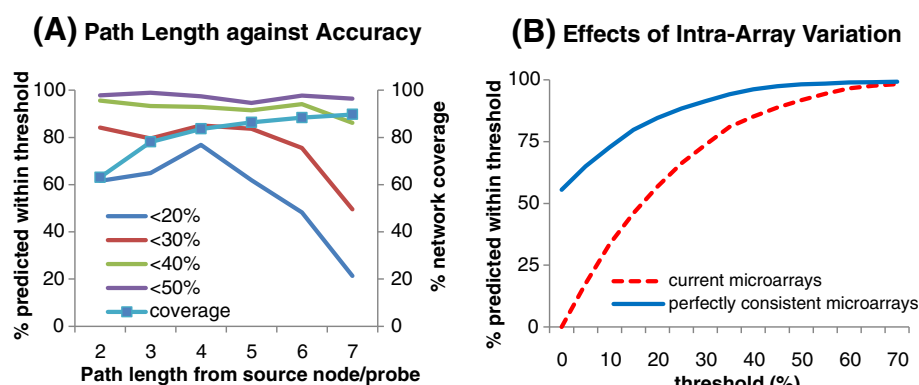 (A) Path Length against Accuracy
% predicted within threshold
100
80
60
40
20
0
100
80
60
40
20
0
% network coverage
<20%
<30%
<40%
<50%
coverage
2 3 4 5 6 7
Path length from source node/probe
(B) Effects of Intra-Array Variation
% predicted within threshold
100
75
50
25
0
current microarrays
perfectly consistent microarrays
0 10 20 30 40 50 60 70
threshold (%)